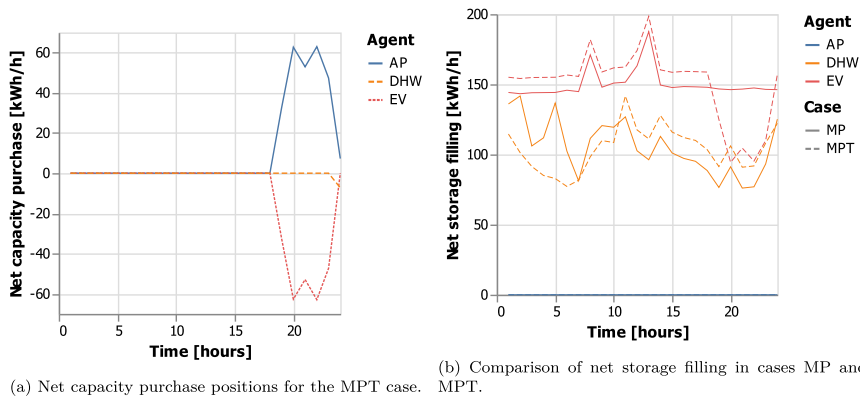 Net capacity purchase [kWh/h]
60
40
20
0
-20
-40
-60
0
5
10
15
20
Time [hours]
Agent
AP
DHW
EV
(a) Net capacity purchase positions for the MPT case.
Net storage filling [kWh/h]
200
150
100
50
0
0
5
10
15
20
Time [hours]
Agent
AP
DHW
EV
Case
MP
MPT
(b) Comparison of net storage filling in cases MP and
MPT.